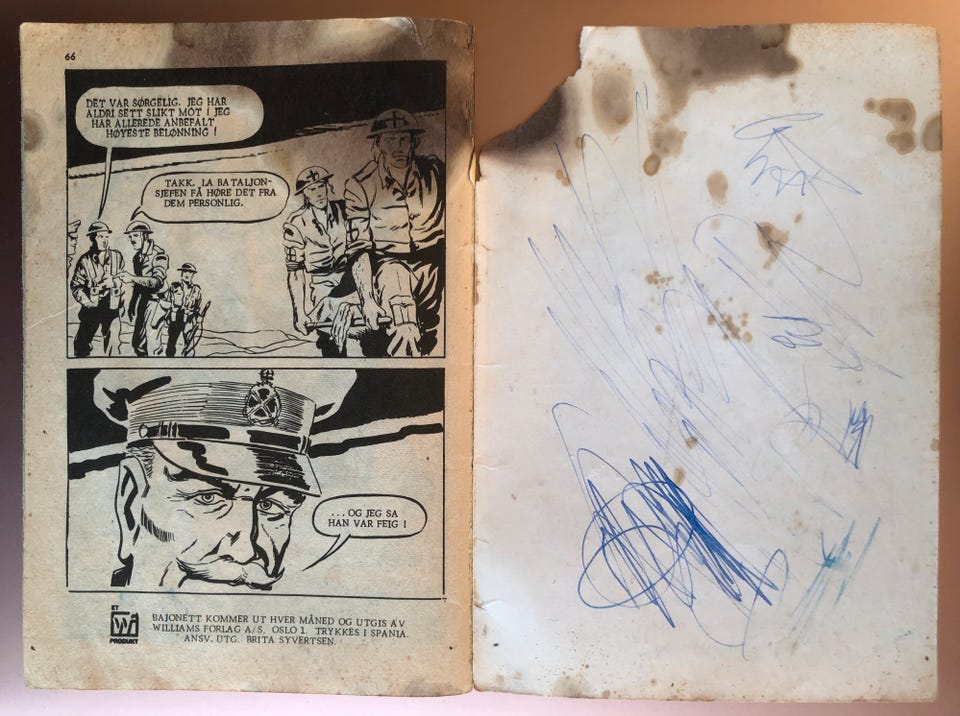 66
DET VAR SØRGELIG. JEG HAR
ALDRI SETT SLIKT MOT I JEG
HAR ALLEREDE ANBEFALT
HØYESTE BELØNNING !
TAKK. LA BATALJON-
SJEFEN FÅ HØRE DET FRA
DEM PERSONLIG.
...OG JEG SA
HAN VAR FEIG !
ET
W
PRODUKT
BAJONETT KOMMER UT HVER MÅNED OG UTGIS AV
WILLIAMS FORLAG A/S, OSLO 1. TRYKKES I SPANIA.
ANSV. UTG. BRITA SYVERTSEN.